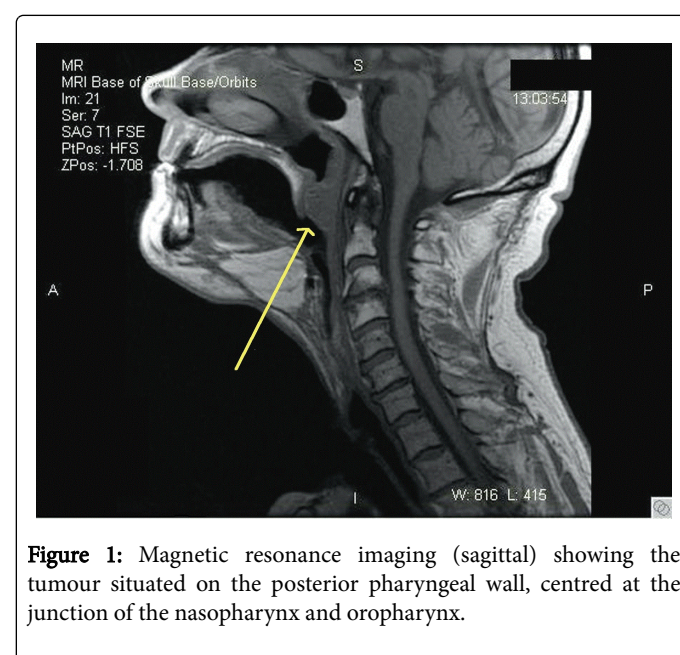 MR
MRI Base of Skull Base/Orbits
Im: 21
Ser: 7
SAG T1 FSE
PtPos: HFS
ZPos: -1.708
S
13:03:54
A
P
I
W: 816 L: 415
Figure 1: Magnetic resonance imaging (sagittal) showing the
tumour situated on the posterior pharyngeal wall, centred at the
junction of the nasopharynx and oropharynx.